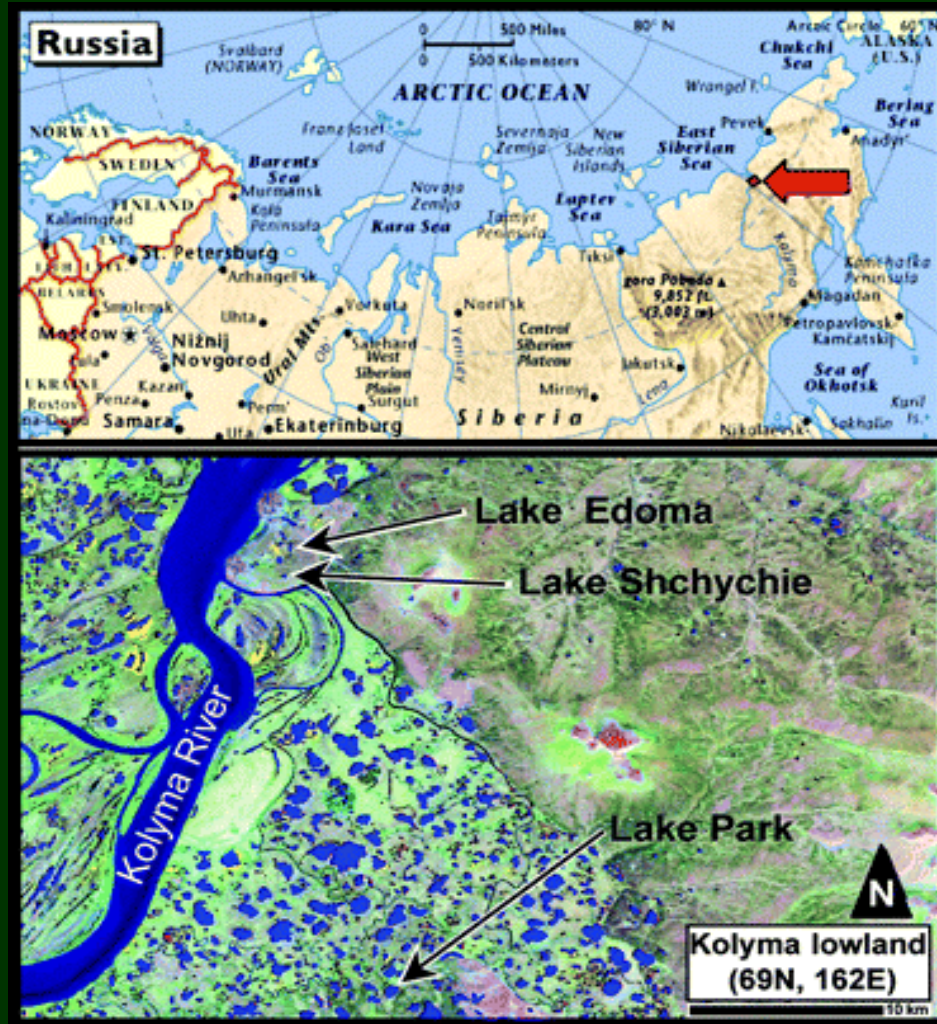 Russia
0 500 Miles
0 500 Kilometers
80° N
Arctic Circle
60° N
ALASKA
(U.S.)
Svalbard
(NORWAY)
Chukchi
Sea
ARCTIC OCEAN
Wrangel I.
Bering
Sea
NORWAY
Franz Josef
Land
Severnaja
Zemlja
New
Siberian
Islands
East
Siberian
Sea
Pevek
Anadyr'
SWEDEN
Barents
Sea
Murmansk
FINLAND
Kola
Peninsula
Novaja
Zemlja
Kara Sea
Tajmyr
Peninsula
Laptev
Sea
Kaliningrad
EST.
St. Petersburg
Arhangel'sk
Tiksi
Kolyma
Kamchatka
Peninsula
BELARUS
Smolensk
Vorkuta
Noril'sk
gora Pobeda
9,852 ft.
(3,003 m)
Magadan
Moscow
Uhta
Salehard
Ural Mts.
Ob'
Yenisey
Central
Siberian
Plateau
Petropavlovsk
Kamčatskij
Volga
Nižnij
Novgorod
West
Siberian
Plain
Jakutsk
Sea of
Okhotsk
UKRAINE
Kazan'
Surgut
Mirnyj
Lena
Rostov
na-Donu
Penza
Perm'
Samara
Ufa
Ekaterinburg
Siberia
Nikolaevsk
Sakhalin
Kuril
Is.
Lake Edoma
Lake Shchychie
Kolyma River
Lake Park
N
Kolyma lowland
(69N, 162E)
10 km